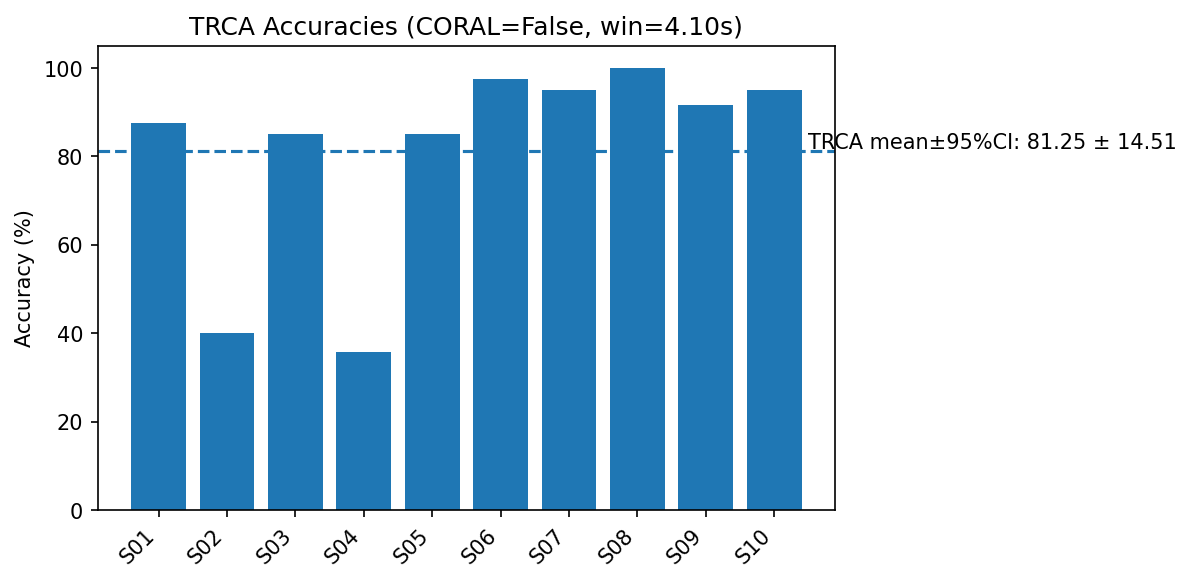 TRCA Accuracies (CORAL=False, win=4.10s)
Accuracy (%)
100
80
60
40
20
0
TRCA mean±95%CI: 81.25 ± 14.51
S01
S02
S03
S04
S05
S06
S07
S08
S09
S10